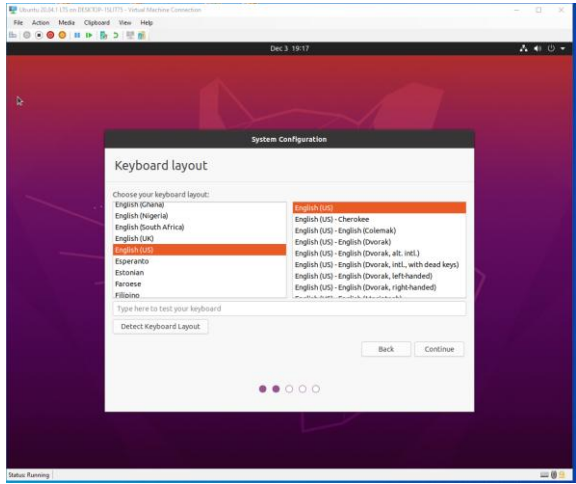 Ubuntu 20.04.1 LTS on DESKTOP-1SLI7TS - Virtual Machine Connection
File Action Media Clipboard View Help
Dec 3 19:17
System Configuration
Keyboard layout
Choose your keyboard layout:
English (Ghana)
English (Nigeria)
English (South Africa)
English (UK)
English (US)
Esperanto
Estonian
Faroese
Filipino
English (US)
English (US) - Cherokee
English (US) - English (Colemak)
English (US) - English (Dvorak)
English (US) - English (Dvorak, alt. intl.)
English (US) - English (Dvorak, intl., with dead keys)
English (US) - English (Dvorak, left-handed)
English (US) - English (Dvorak, right-handed)
English (US) - English (Macintosh)
Type here to test your keyboard
Detect Keyboard Layout
Back Continue
Status: Running